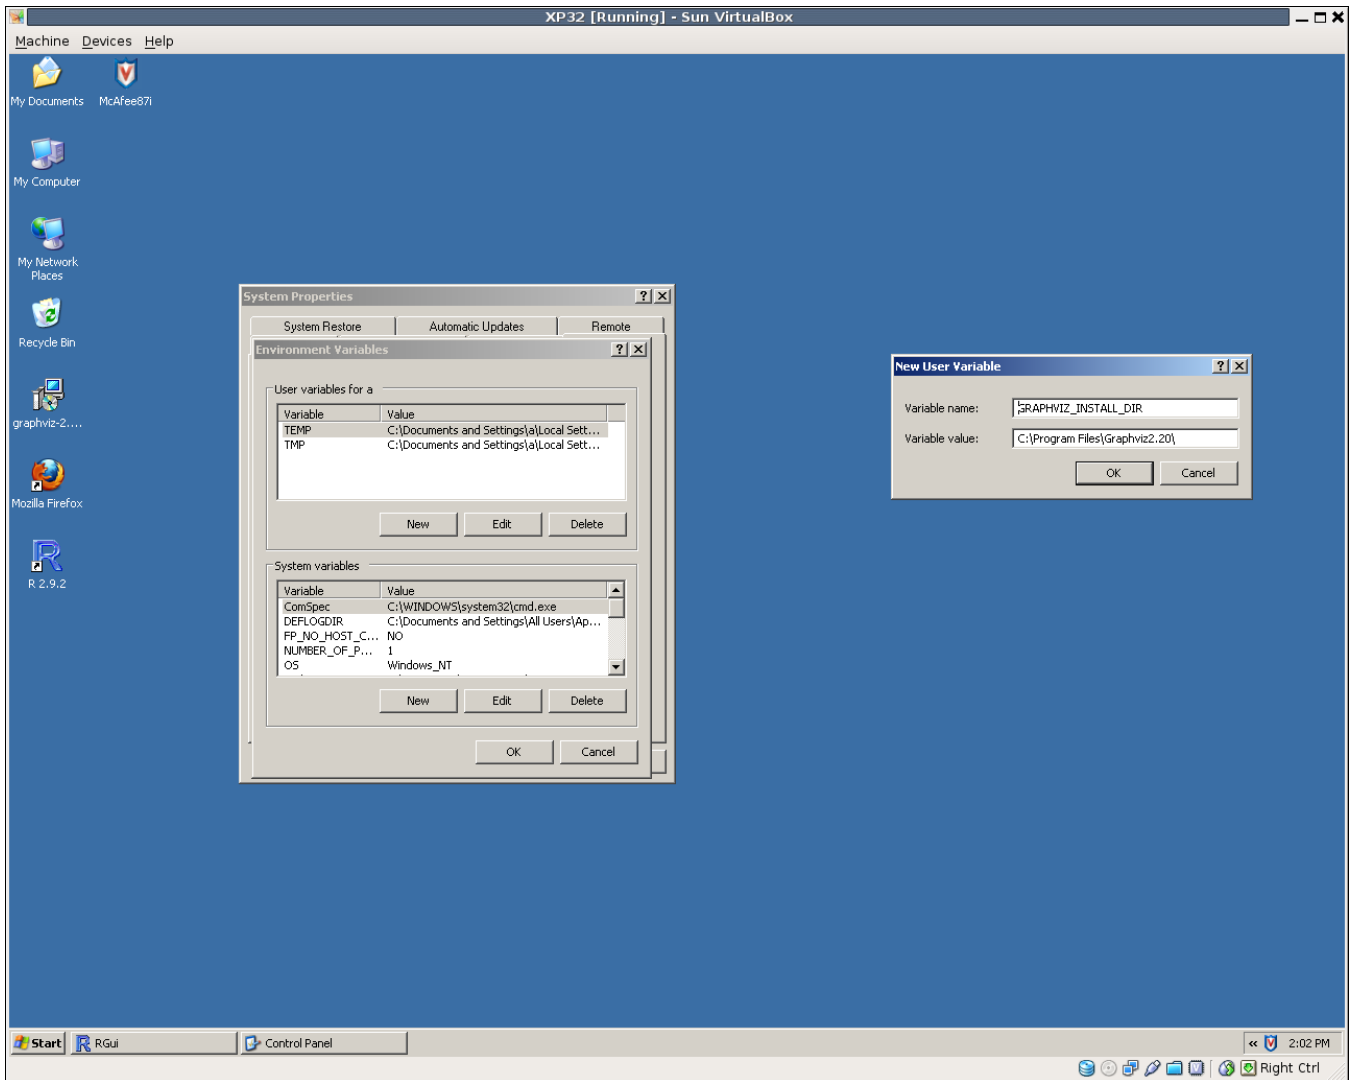 XP32 [Running] - Sun VirtualBox
Machine Devices Help
My Documents
McAfee87i
My Computer
My Network
Places
Recycle Bin
graphviz-2....
Mozilla Firefox
R 2.9.2
System Properties
System Restore
Automatic Updates
Remote
Environment Variables
User variables for a
Variable Value
TEMP C:\Documents and Settings\a\Local Sett...
TMP C:\Documents and Settings\a\Local Sett...
New Edit Delete
System variables
Variable Value
ComSpec C:\WINDOWS\system32\cmd.exe
DEFLOGDIR C:\Documents and Settings\All Users\Ap...
FP_NO_HOST_C... NO
NUMBER_OF_P... 1
OS Windows_NT
New Edit Delete
OK Cancel
New User Variable
Variable name: GRAPHVIZ_INSTALL_DIR
Variable value: C:\Program Files\Graphviz2.20\
OK Cancel
Start RGui Control Panel 2:02 PM
Right Ctrl